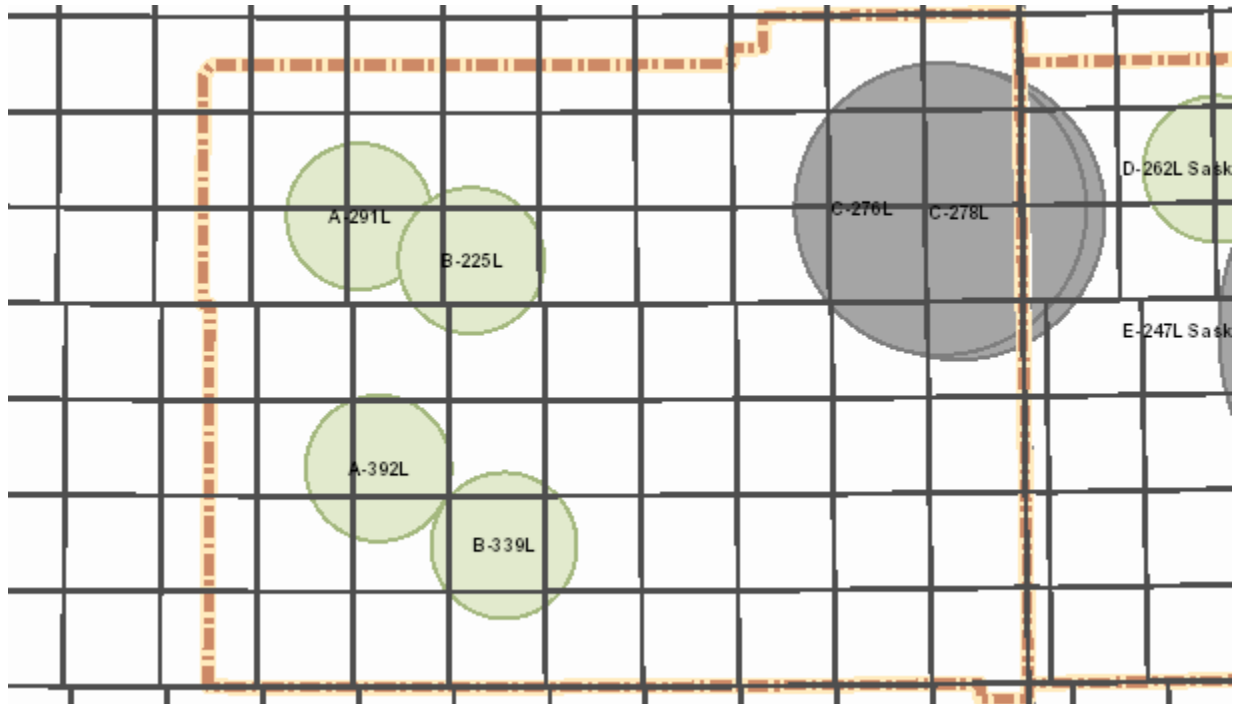 D-262L Sask
A-291L
C-276L
C-278L
B-225L
E-247L Sask
A-392L
B-339L